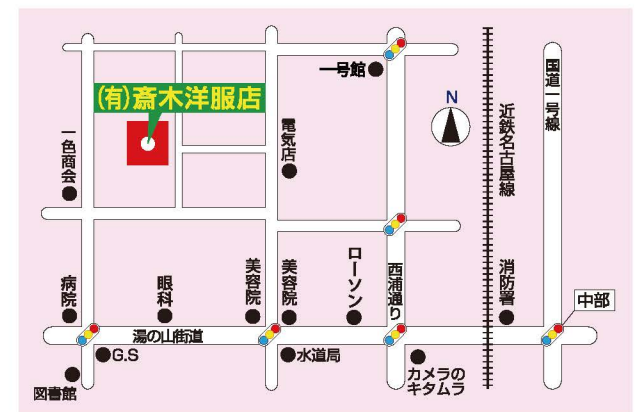 一号館
国道一号線
(有)斎木洋服店
N
近鉄名古屋線
電気店
一色商会
病院
眼科
美容院
美容院
ローソン
西浦通り
消防署
中部
湯の山街道
G.S
水道局
カメラの
キタムラ
図書館